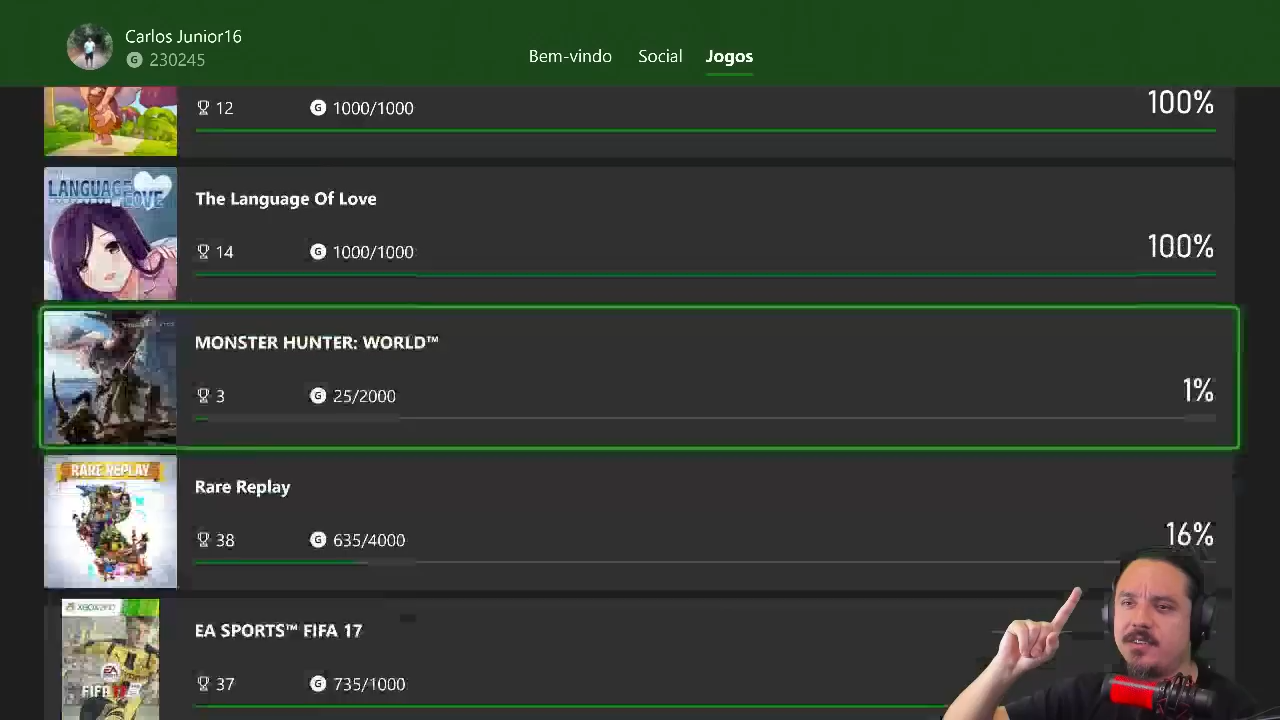 Carlos Junior16
G 230245
Bem-vindo Social Jogos
12 G 1000/1000 100%
LANGUAGE
LOVE
The Language Of Love
14 G 1000/1000 100%
MONSTER HUNTER: WORLD™
3 G 25/2000 1%
RARE REPLAY
Rare Replay
38 G 635/4000 16%
XBOX 360
EA SPORTS™ FIFA 17
EA
FIFA 17
37 G 735/1000